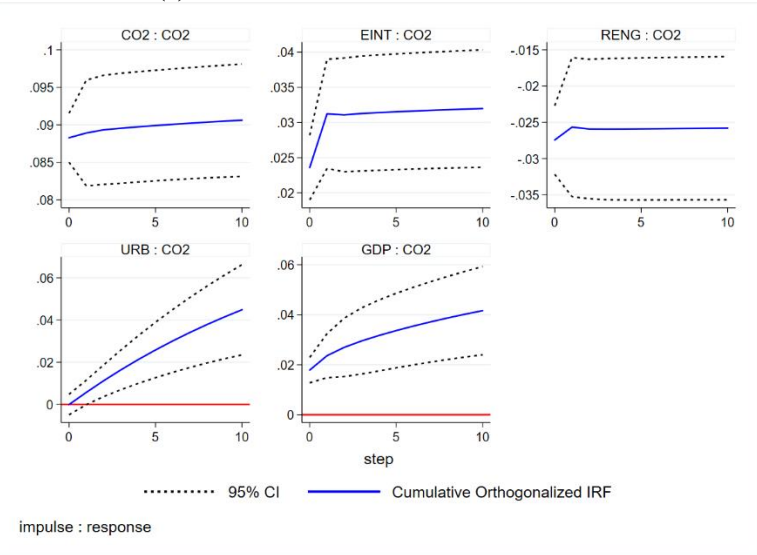 CO2 : CO2
.1
.095
.09
.085
.08
0 5 10
EINT : CO2
.04
.035
.03
.025
.02
0 5 10
RENG : CO2
-.015
-.02
-.025
-.03
-.035
0 5 10
URB : CO2
.06
.04
.02
0
0 5 10
GDP : CO2
.06
.04
.02
0
0 5 10
step
95% CI Cumulative Orthogonalized IRF
impulse : response